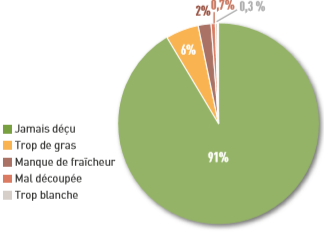 2% 0,7% 0,3 %
6%
Jamais déçu
Trop de gras
Manque de fraîcheur
91%
Mal découpée
Trop blanche